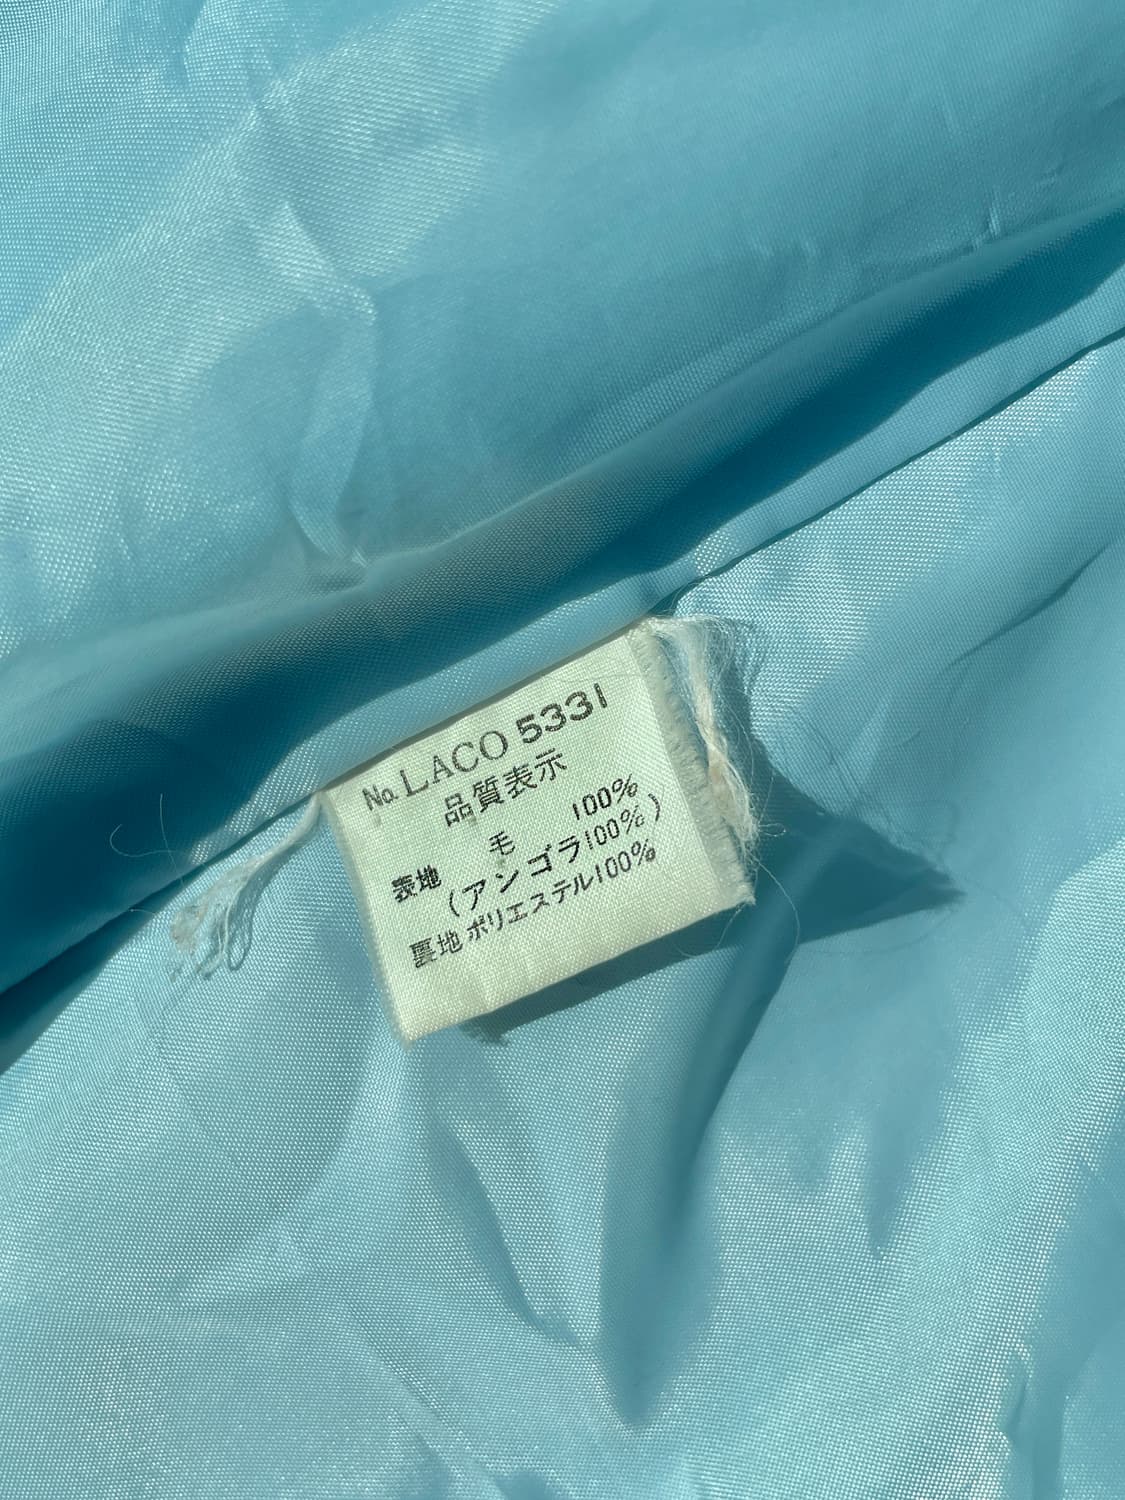 No. LACO 5331
品質表示
表地 毛 100%
(アンゴラ100%)
裏地 ポリエステル100%